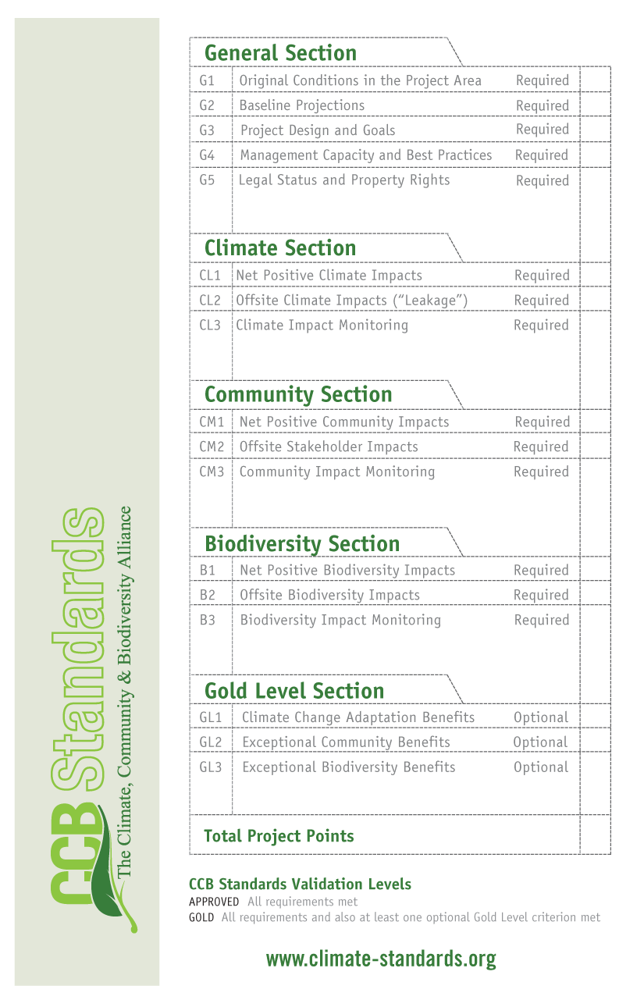 General Section
G1 Original Conditions in the Project Area Required
G2 Baseline Projections Required
G3 Project Design and Goals Required
G4 Management Capacity and Best Practices Required
G5 Legal Status and Property Rights Required
Climate Section
CL1 Net Positive Climate Impacts Required
CL2 Offsite Climate Impacts (“Leakage”) Required
CL3 Climate Impact Monitoring Required
Community Section
CM1 Net Positive Community Impacts Required
CM2 Offsite Stakeholder Impacts Required
CM3 Community Impact Monitoring Required
Biodiversity Section
B1 Net Positive Biodiversity Impacts Required
B2 Offsite Biodiversity Impacts Required
B3 Biodiversity Impact Monitoring Required
Gold Level Section
GL1 Climate Change Adaptation Benefits Optional
GL2 Exceptional Community Benefits Optional
GL3 Exceptional Biodiversity Benefits Optional
Total Project Points
CCB Standards Validation Levels
APPROVED All requirements met
GOLD All requirements and also at least one optional Gold Level criterion met
www.climate-standards.org
CCB Standards
The Climate, Community & Biodiversity Alliance